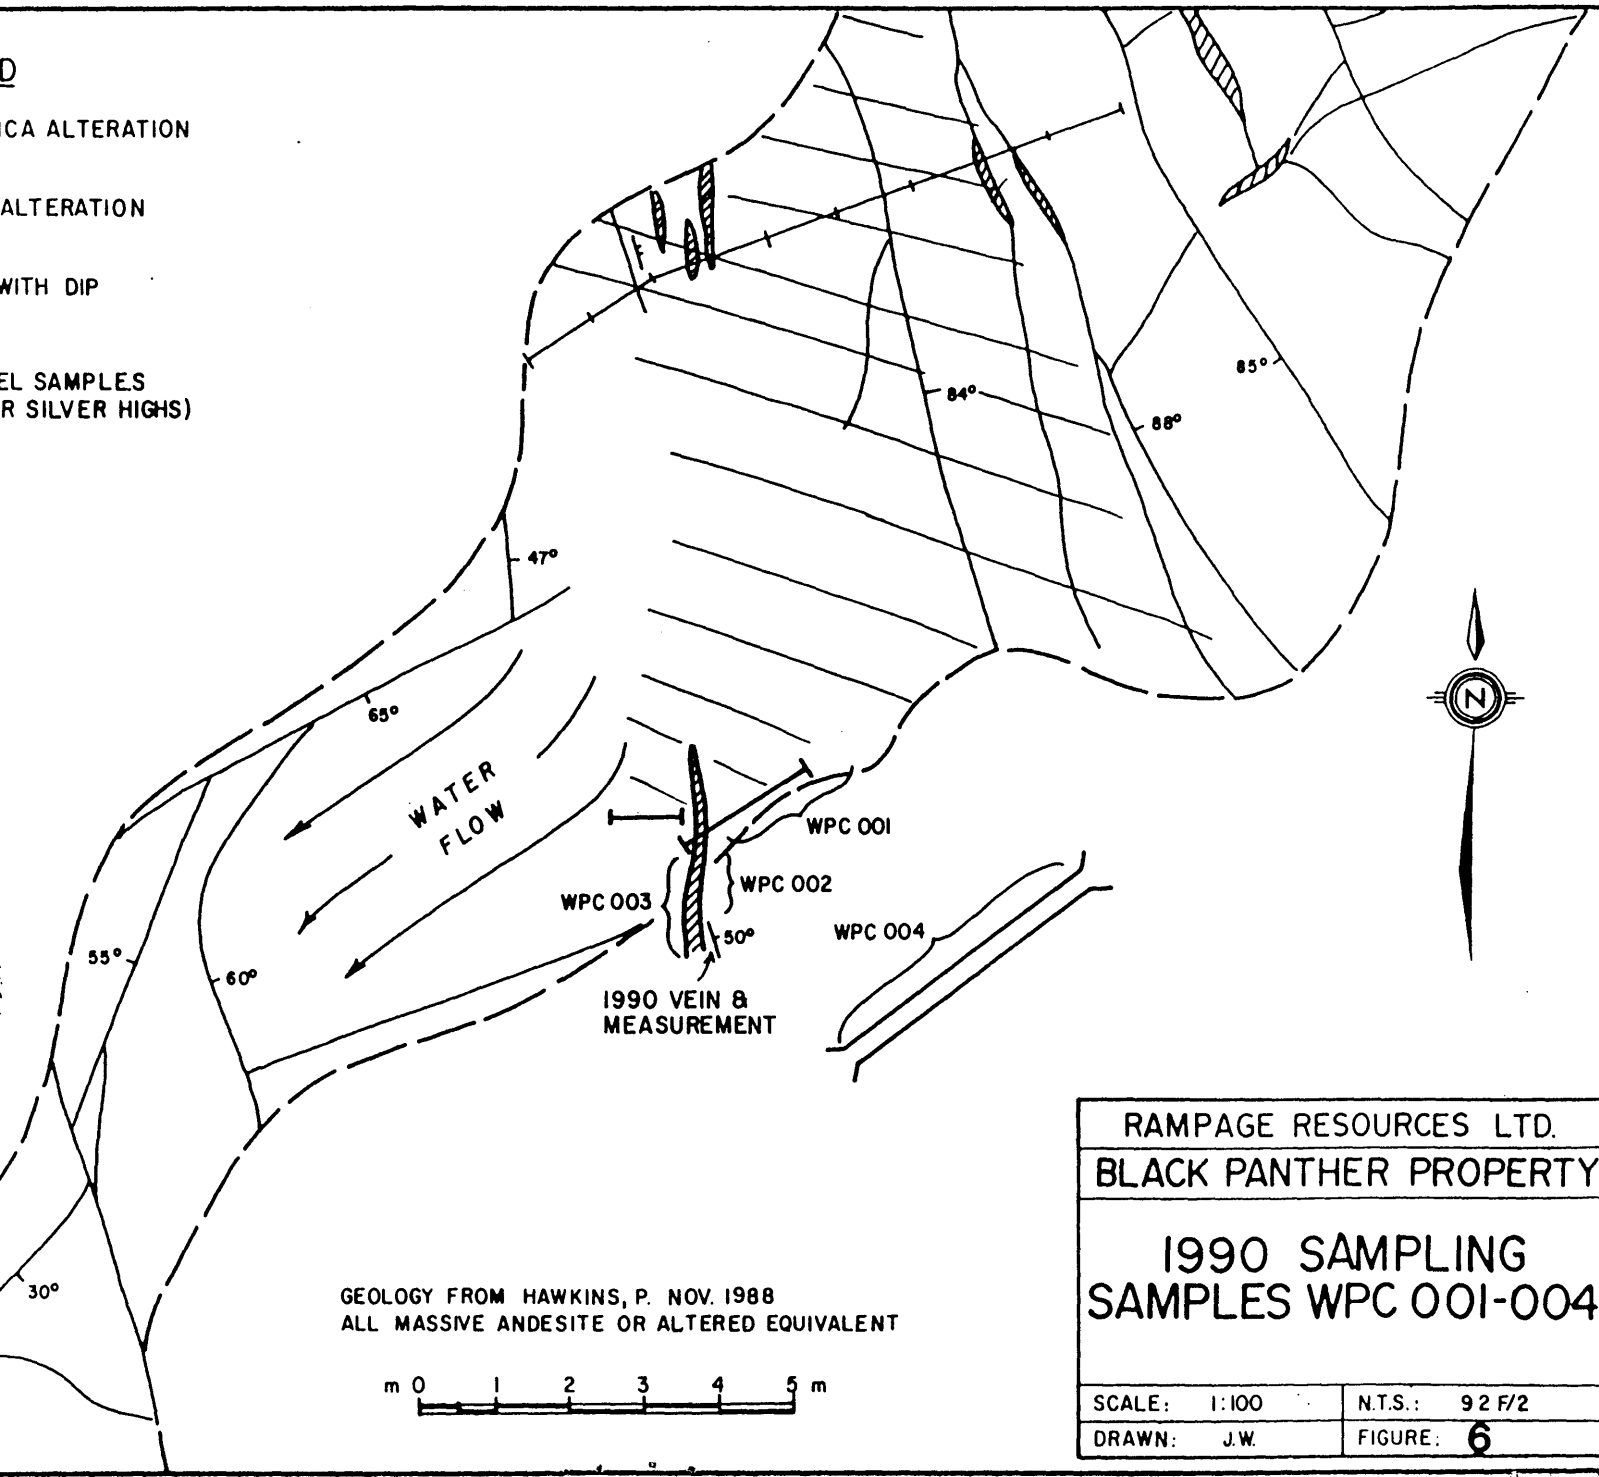 D
ICA ALTERATION
ALTERATION
WITH DIP
EL SAMPLES
R SILVER HIGHS)
85°
84°
88°
47°
65°
WATER
FLOW
WPC 001
WPC 002
WPC 003
50°
WPC 004
55°
60°
1990 VEIN &
MEASUREMENT
N
30°
RAMPAGE RESOURCES LTD.
BLACK PANTHER PROPERTY
1990 SAMPLING
SAMPLES WPC 001-004
SCALE: 1:100
N.T.S.: 92 F/2
DRAWN: J.W.
FIGURE: 6
GEOLOGY FROM HAWKINS, P. NOV. 1988
ALL MASSIVE ANDESITE OR ALTERED EQUIVALENT
m 0 1 2 3 4 5 m